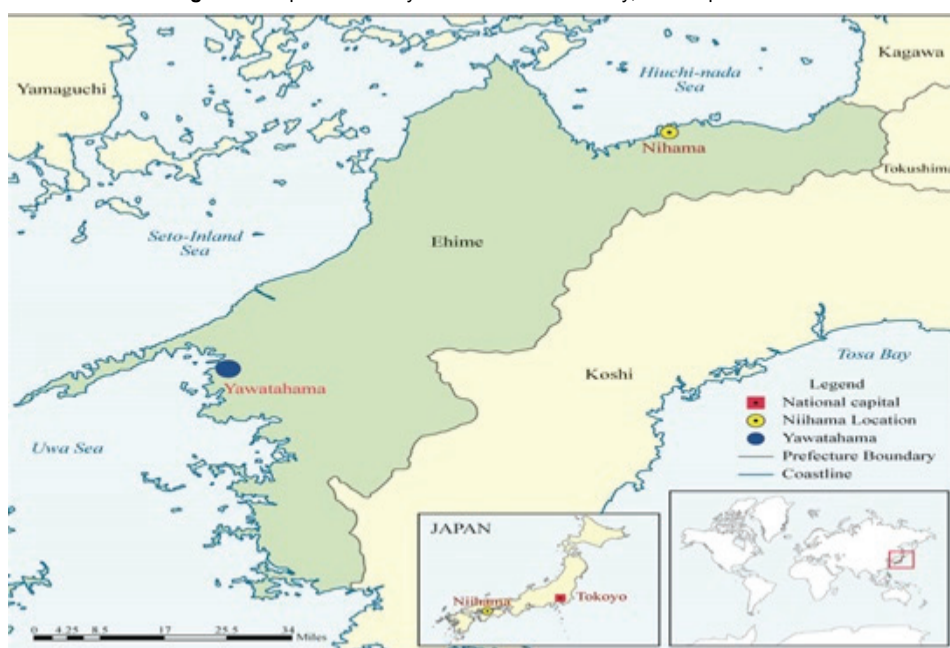 Yamaguchi
Hiuchi-nada
Sea
Kagawa
Nihama
Tokushima
Seto-Inland
Sea
Ehime
Yawatahama
Koshi
Tosa Bay
Uwa Sea
Legend
National capital
Niihama Location
Yawatahama
Prefecture Boundary
Coastline
JAPAN
Niihama
Tokoyo
0 4.25 8.5 17 25.5 34
Miles